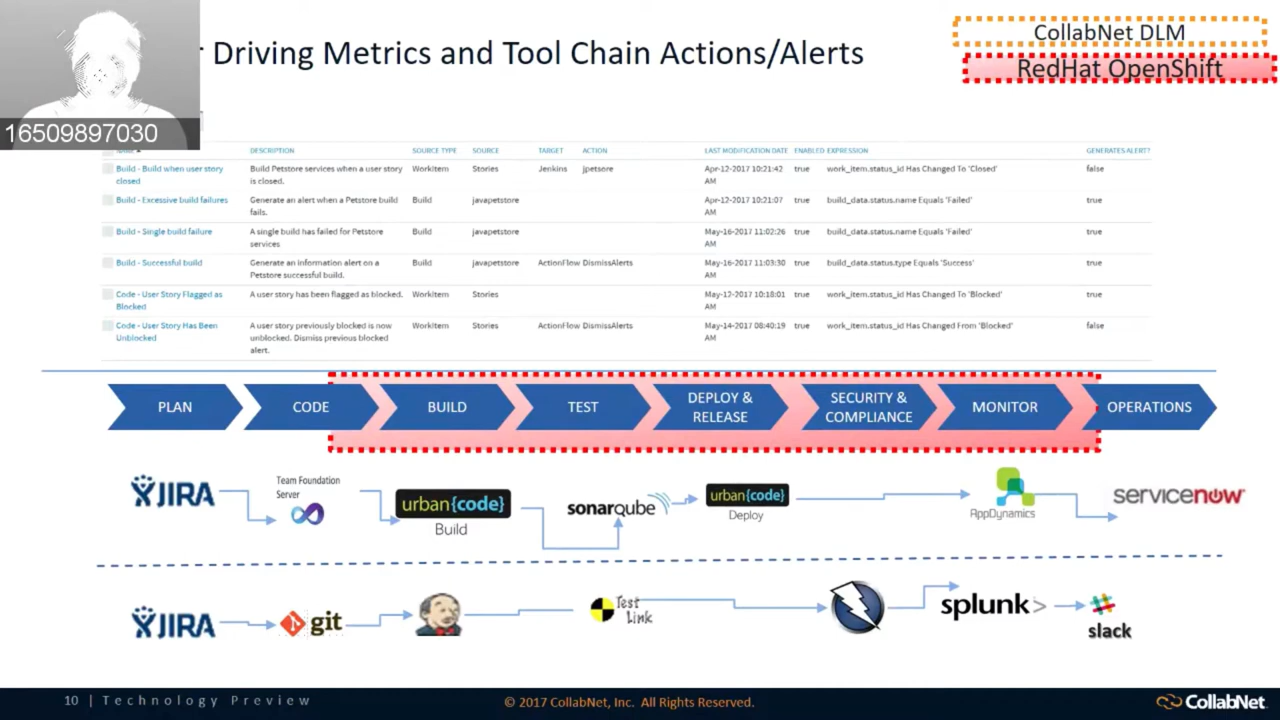 r Driving Metrics and Tool Chain Actions/Alerts
CollabNet DLM
RedHat OpenShift
16509897030
DESCRIPTION SOURCE TYPE SOURCE TARGET ACTION LAST MODIFICATION DATE ENABLED EXPRESSION GENERATES ALERT?
Build - Build when user story Build Petstore services when a user story WorkItem Stories Jenkins jpetsore Apr-12-2017 10:21:42 true work_item.status_id Has Changed To 'Closed' false
closed is closed. AM
Build - Excessive build failures Generate an alert when a Petstore build Build javapetstore Apr-12-2017 10:21:07 true build_data.status.name Equals 'Failed' true
fails. AM
Build - Single build failure A single build has failed for Petstore Build javapetstore May-16-2017 11:02:26 true build_data.status.name Equals 'Failed' true
services AM
Build - Successful build Generate an information alert on a Build javapetstore ActionFlow DismissAlerts May-16-2017 11:03:30 true build_data.status.type Equals 'Success' true
Petstore successful build. AM
Code - User Story Flagged as A user story has been flagged as blocked. WorkItem Stories May-12-2017 10:18:01 true work_item.status_id Has Changed To 'Blocked' true
Blocked AM
Code - User Story Has Been A user story previously blocked is now WorkItem Stories ActionFlow DismissAlerts May-14-2017 08:40:19 true work_item.status_id Has Changed From 'Blocked' false
Unblocked unblocked. Dismiss previous blocked AM
alert.
PLAN CODE BUILD TEST DEPLOY & SECURITY & MONITOR OPERATIONS
RELEASE COMPLIANCE
JIRA
Team Foundation
Server
urban{code}
Build
sonarqube
urban{code}
Deploy
AppDynamics
servicenow
JIRA
git
Test
Link
splunk>
slack
10 | Technology Preview
© 2017 CollabNet, Inc. All Rights Reserved.
CollabNet